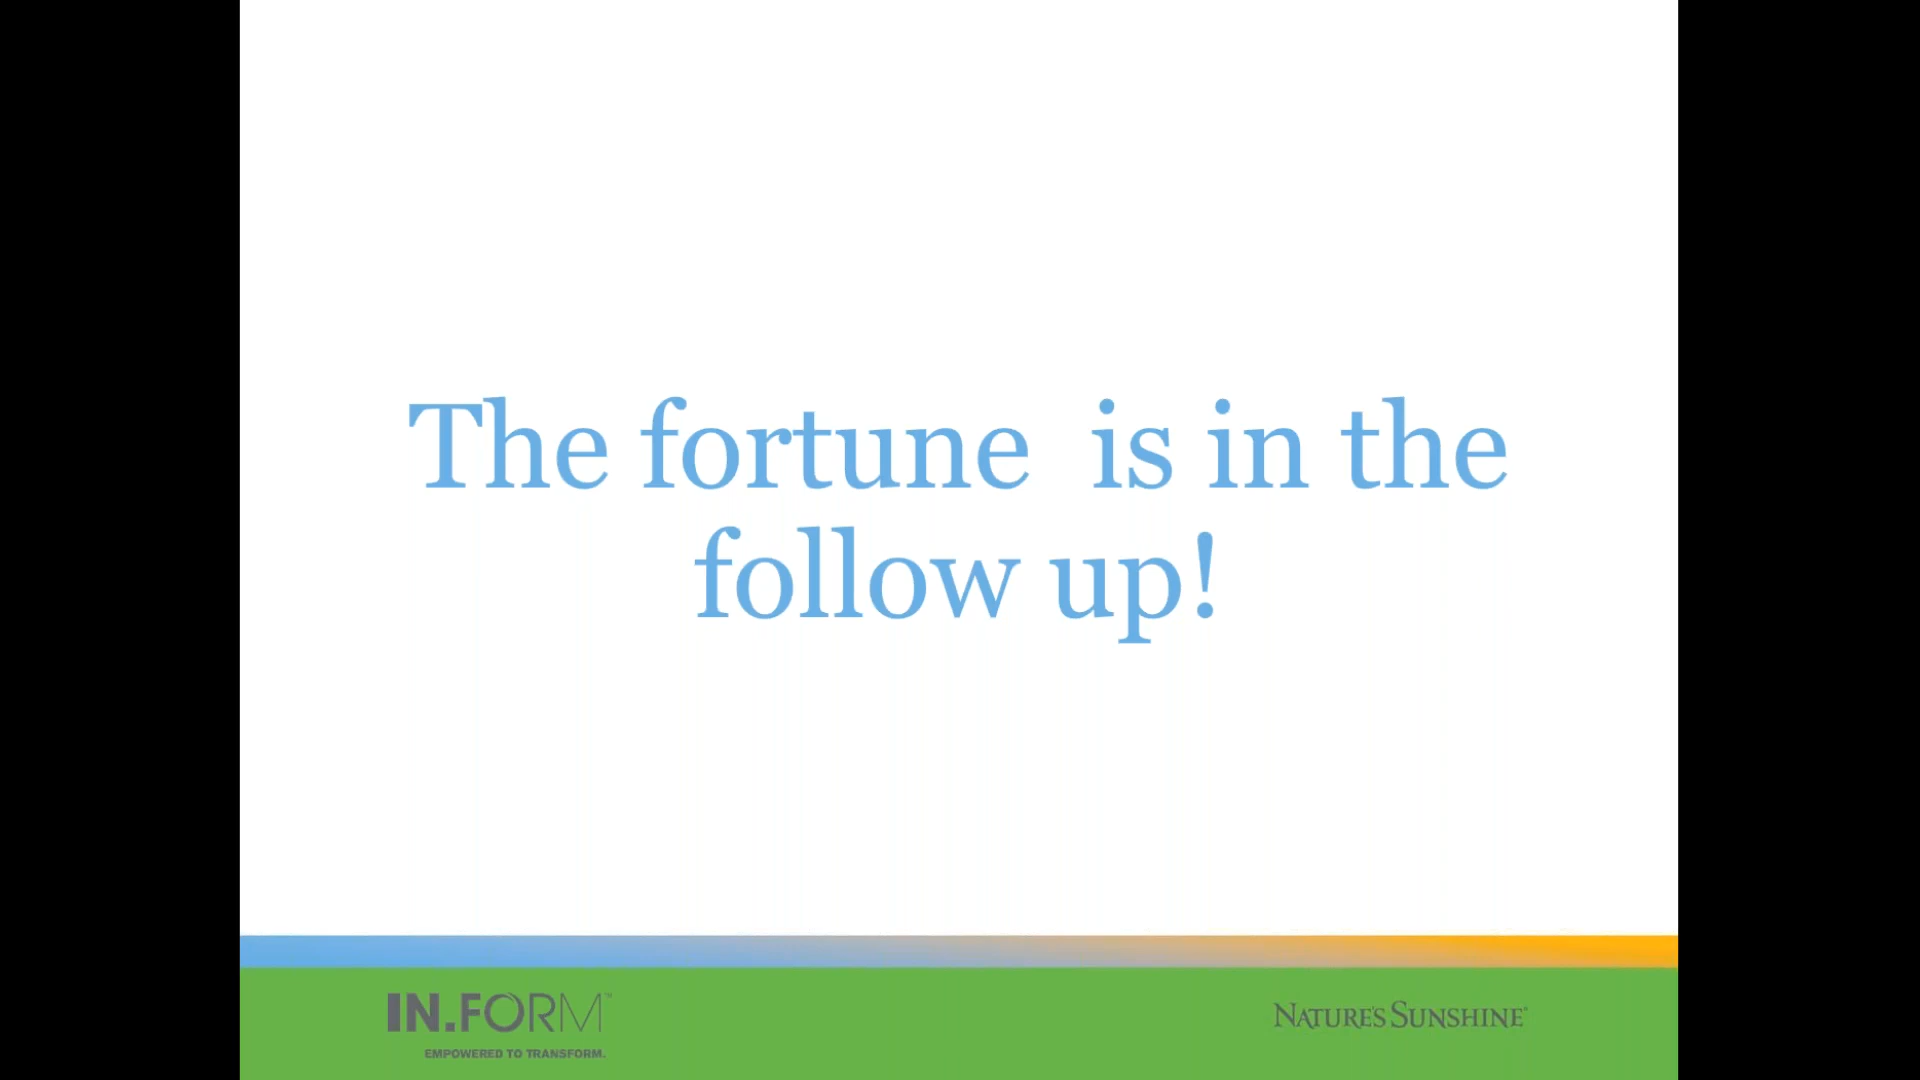 The fortune  is in the
follow up!
IN.FORM™
EMPOWERED TO TRANSFORM.
NATURE'S SUNSHINE®